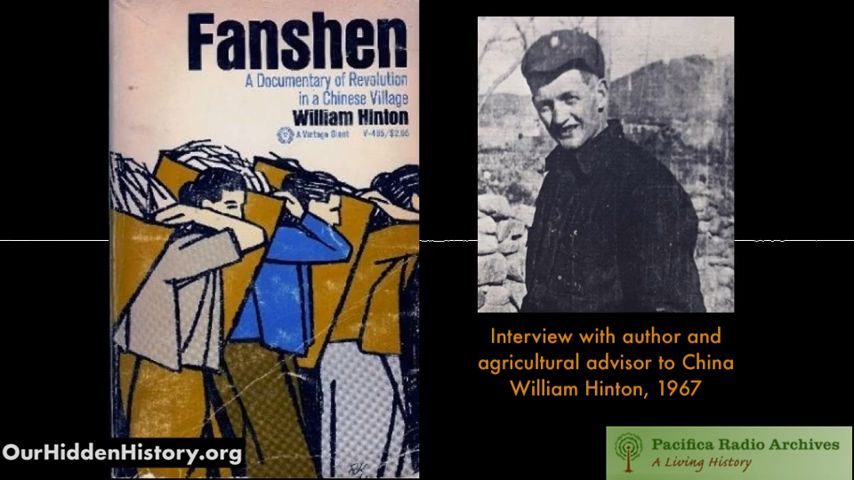 Fanshen
A Documentary of Revolution
in a Chinese Village
William Hinton
A Vintage Giant V-465/$2.95
Interview with author and
agricultural advisor to China
William Hinton, 1967
OurHiddenHistory.org
Pacifica Radio Archives
A Living History